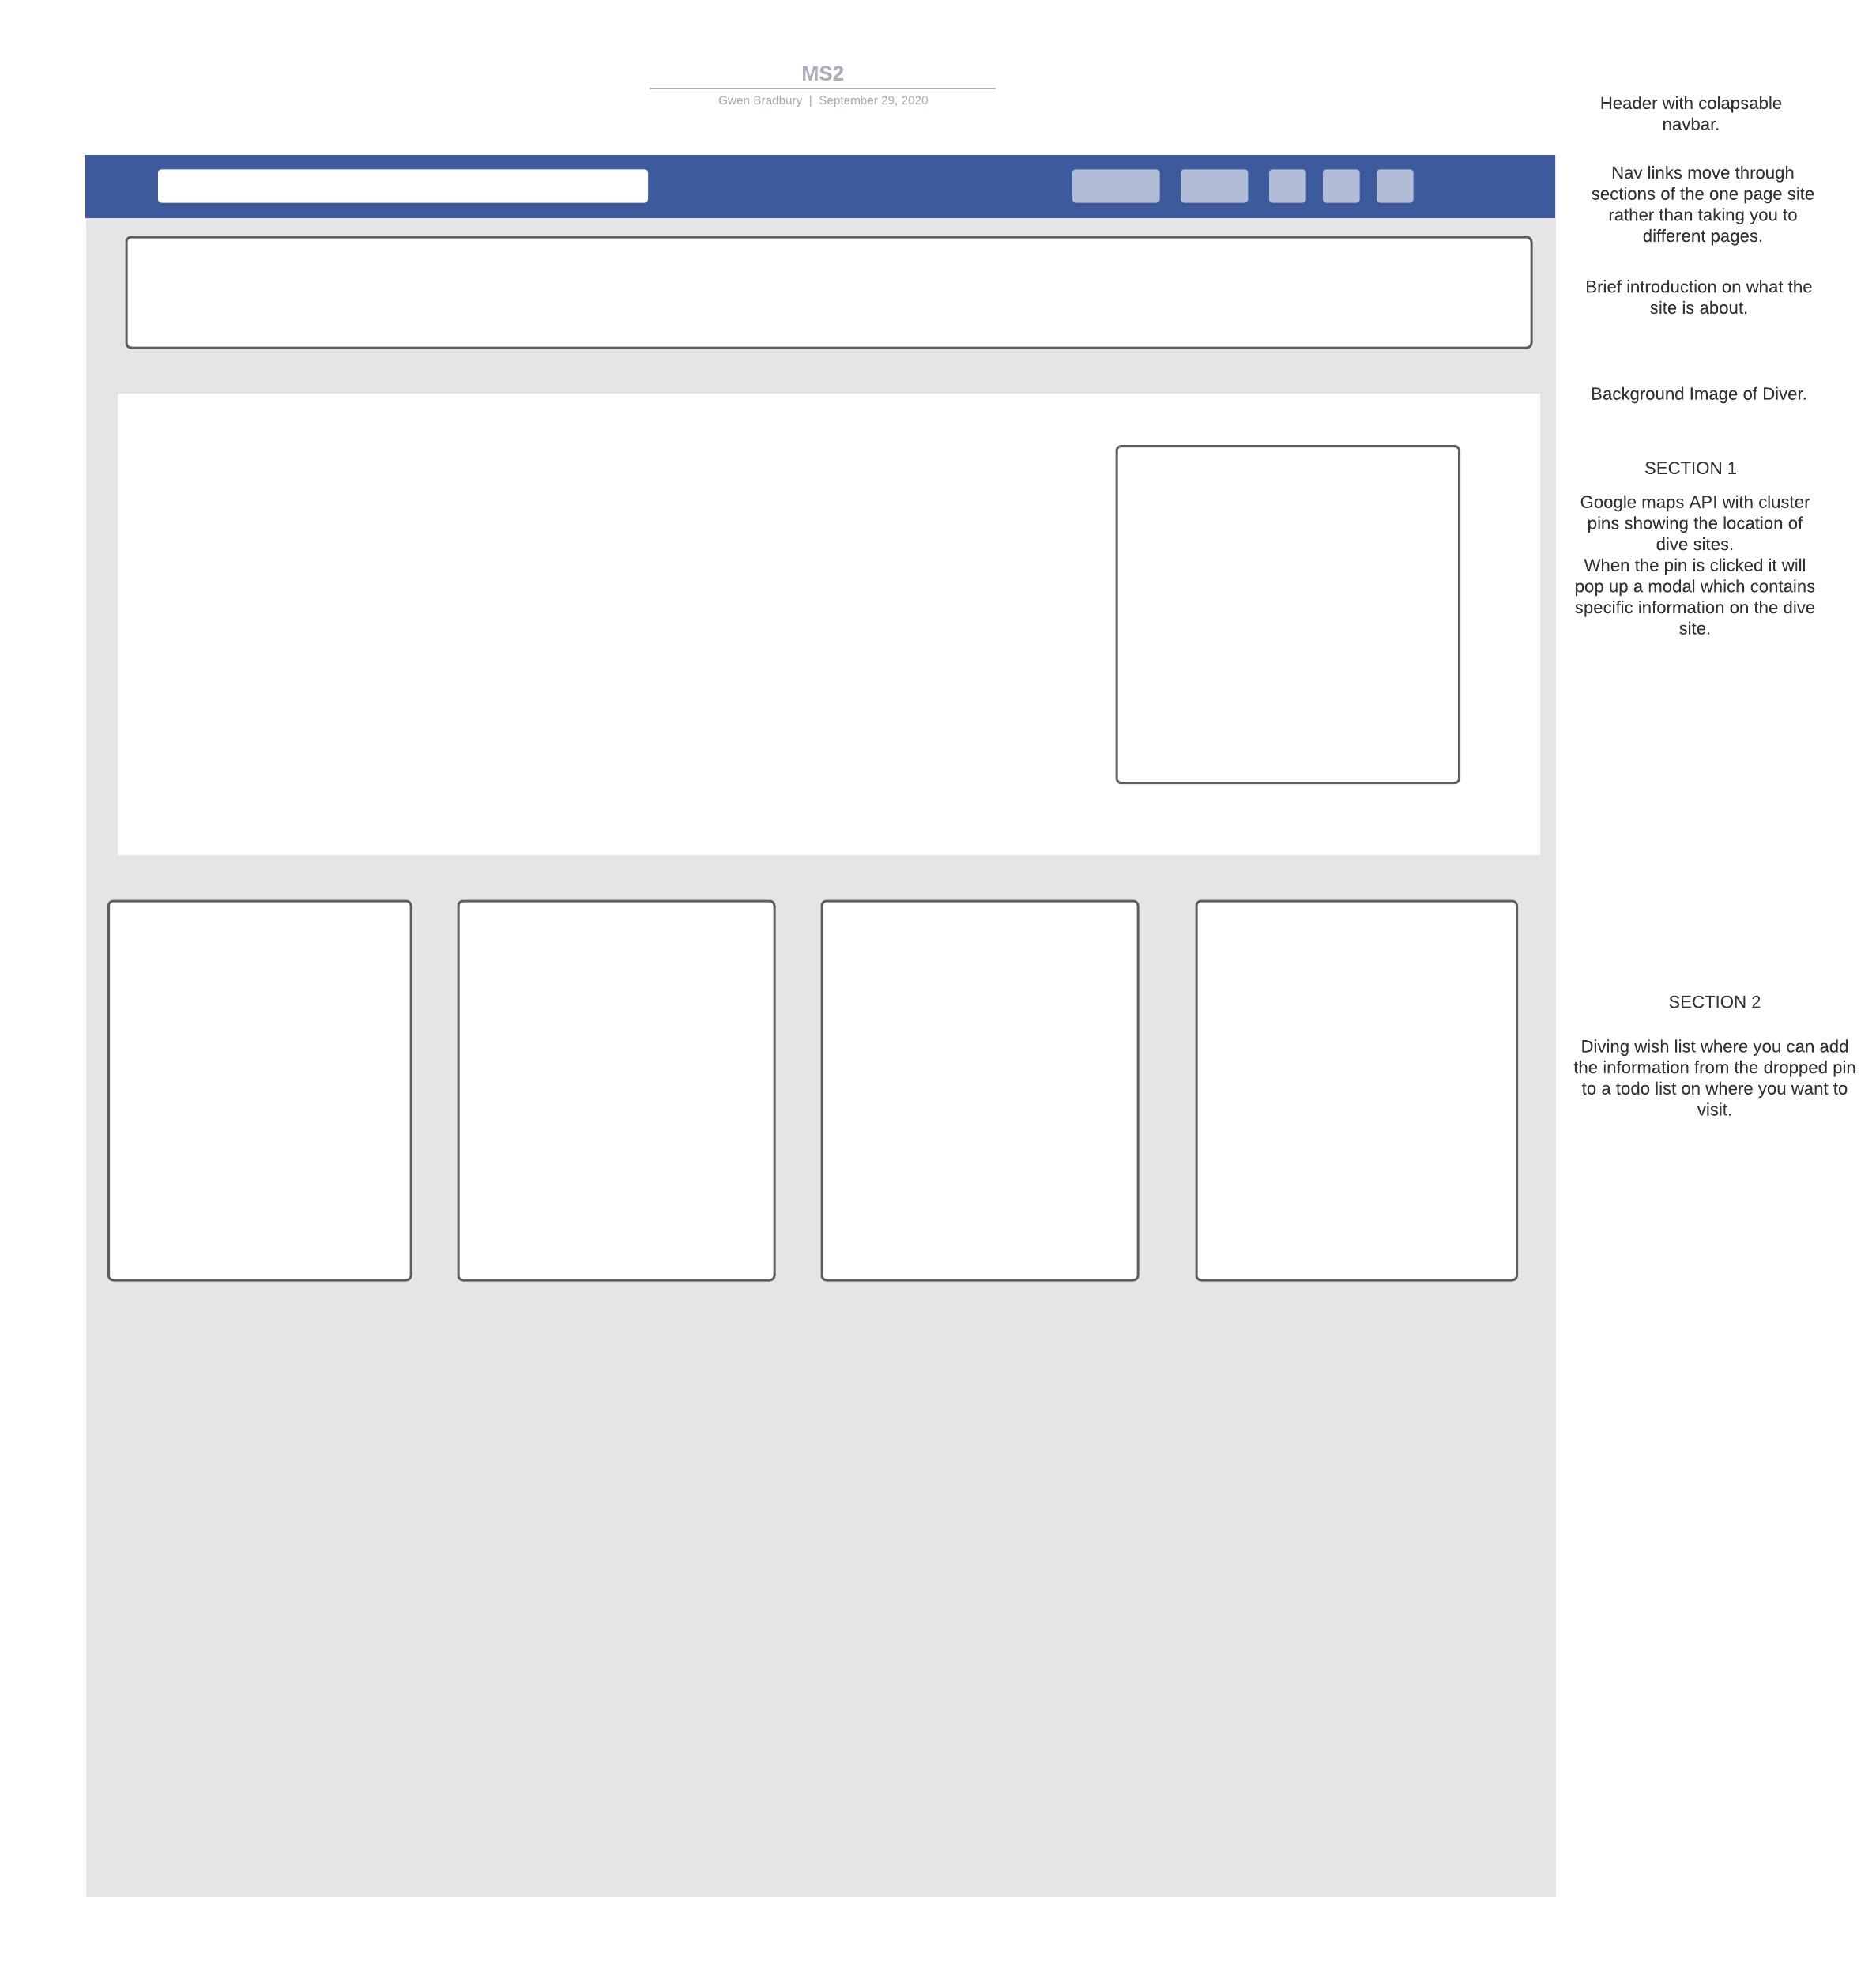 MS2
Gwen Bradbury | September 29, 2020
Header with colapsable
navbar.
Nav links move through
sections of the one page site
rather than taking you to
different pages.
Brief introduction on what the
site is about.
Background Image of Diver.
SECTION 1
Google maps API with cluster
pins showing the location of
dive sites.
When the pin is clicked it will
pop up a modal which contains
specific information on the dive
site.
SECTION 2
Diving wish list where you can add
the information from the dropped pin
to a todo list on where you want to
visit.